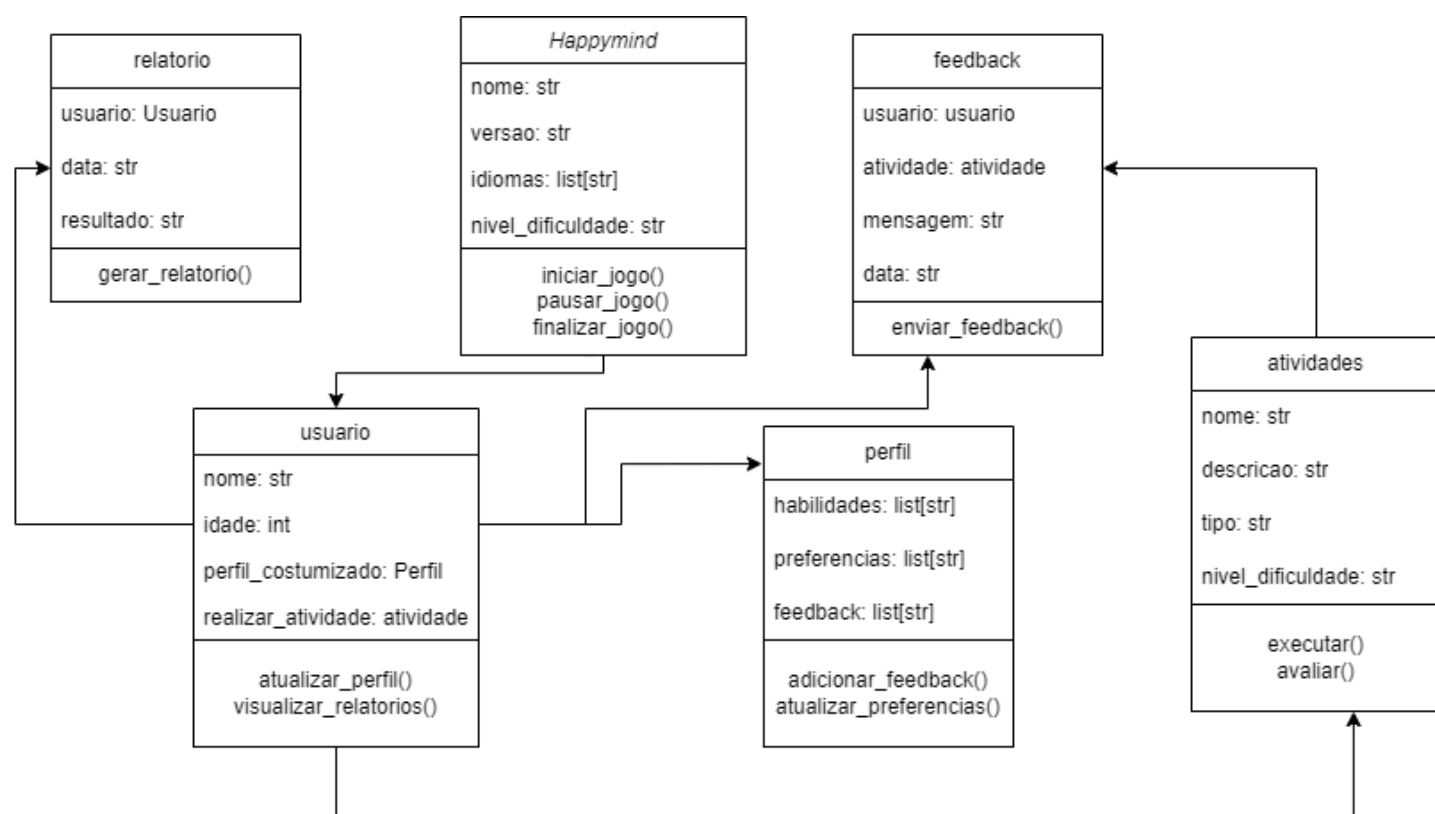 relatorio
usuario: Usuario
data: str
resultado: str
gerar_relatorio()
Happymind
nome: str
versao: str
idiomas: list[str]
nivel_dificuldade: str
iniciar_jogo()
pausar_jogo()
finalizar_jogo()
feedback
usuario: usuario
atividade: atividade
mensagem: str
data: str
enviar_feedback()
usuario
nome: str
idade: int
perfil_costumizado: Perfil
realizar_atividade: atividade
atualizar_perfil()
visualizar_relatorios()
perfil
habilidades: list[str]
preferencias: list[str]
feedback: list[str]
adicionar_feedback()
atualizar_preferencias()
atividades
nome: str
descricao: str
tipo: str
nivel_dificuldade: str
executar()
avaliar()